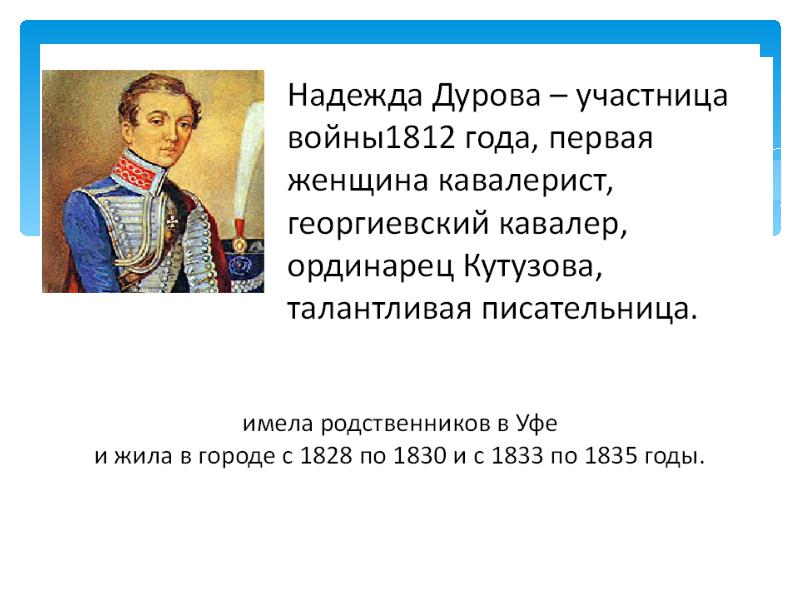 Надежда Дурова – участница
войны1812 года, первая
женщина кавалерист,
георгиевский кавалер,
ординарец Кутузова,
талантливая писательница.
имела родственников в Уфе
и жила в городе с 1828 по 1830 и с 1833 по 1835 годы.